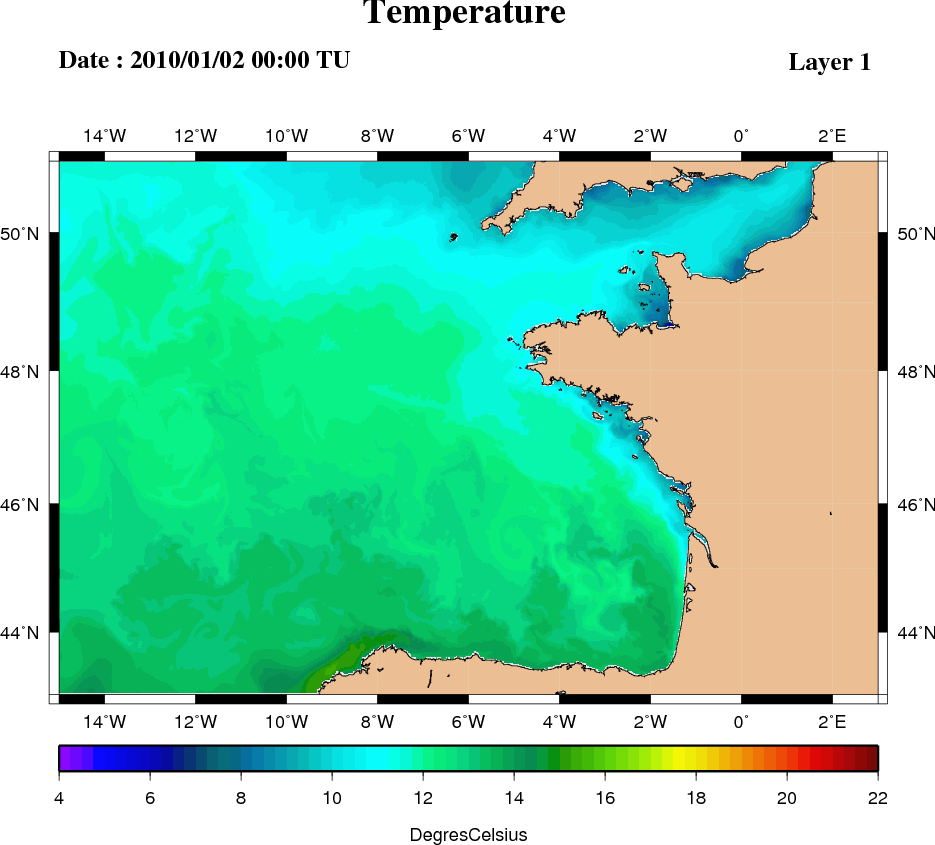 Temperature
Date : 2010/01/02 00:00 TU
Layer 1
14˚W 12˚W 10˚W 8˚W 6˚W 4˚W 2˚W 0˚ 2˚E
50˚N 50˚N
48˚N 48˚N
46˚N 46˚N
44˚N 44˚N
14˚W 12˚W 10˚W 8˚W 6˚W 4˚W 2˚W 0˚ 2˚E
4 6 8 10 12 14 16 18 20 22
DegresCelsius